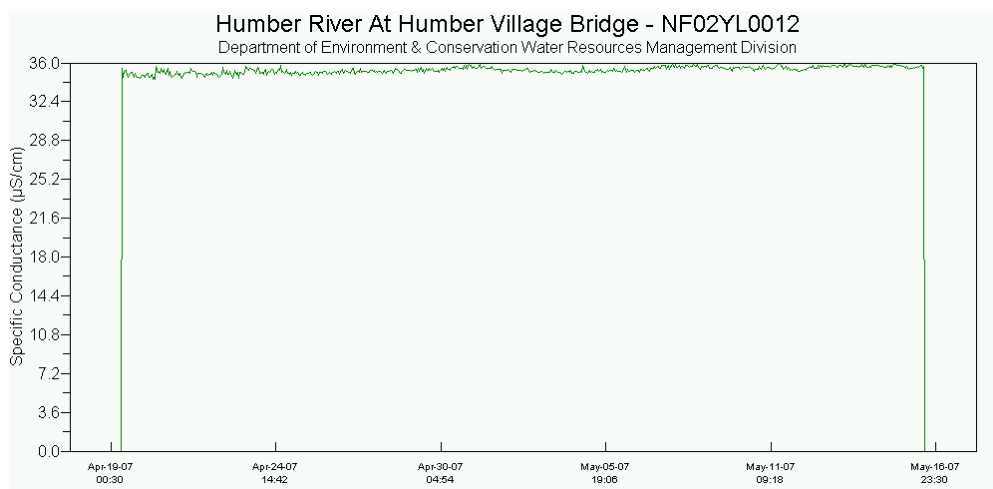 Humber River At Humber Village Bridge - NF02YL0012
Department of Environment & Conservation Water Resources Management Division
Specific Conductance (µS/cm)
36.0
32.4
28.8
25.2
21.6
18.0
14.4
10.8
7.2
3.6
0.0
Apr-19-07 Apr-24-07 Apr-30-07 May-05-07 May-11-07 May-16-07
00:30 14:42 04:54 19:06 09:18 23:30